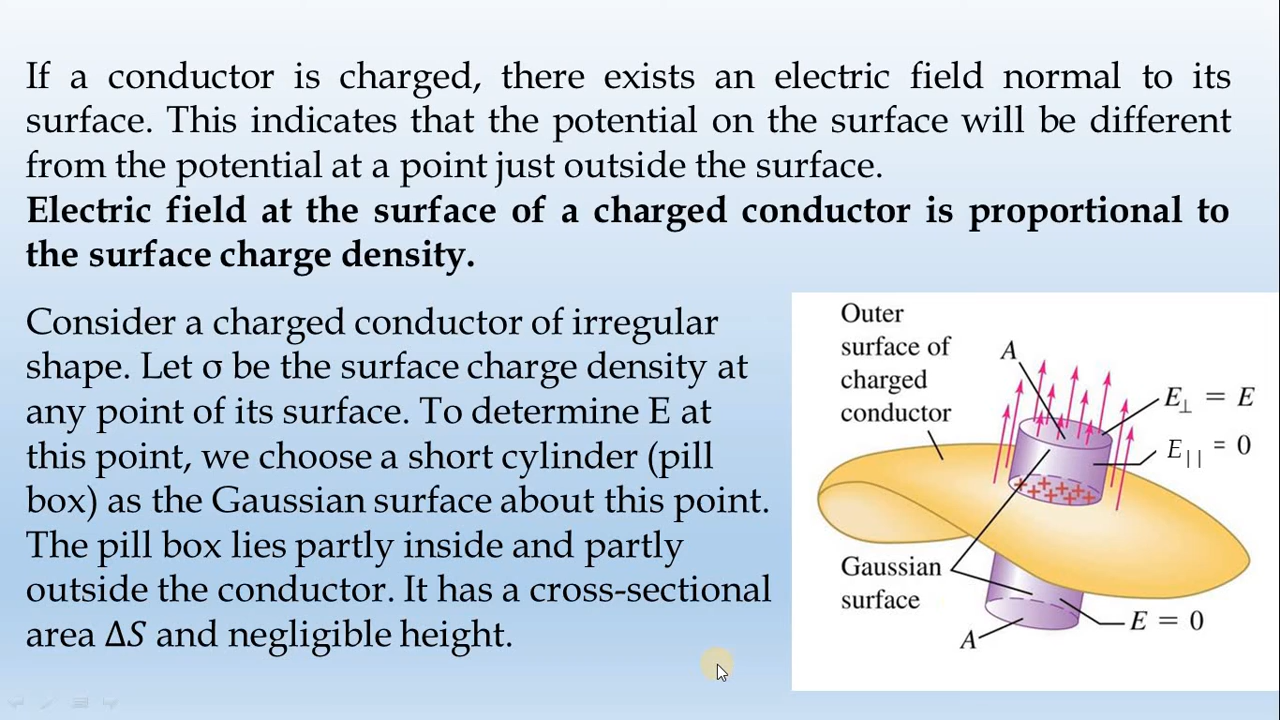 If a conductor is charged, there exists an electric field normal to its
surface. This indicates that the potential on the surface will be different
from the potential at a point just outside the surface.
Electric field at the surface of a charged conductor is proportional to
the surface charge density.
Consider a charged conductor of irregular
shape. Let σ be the surface charge density at
any point of its surface. To determine E at
this point, we choose a short cylinder (pill
box) as the Gaussian surface about this point.
The pill box lies partly inside and partly
outside the conductor. It has a cross-sectional
area ΔS and negligible height.
Outer
surface of
charged
conductor
A
E⊥ = E
E|| = 0
Gaussian
surface
E = 0
A